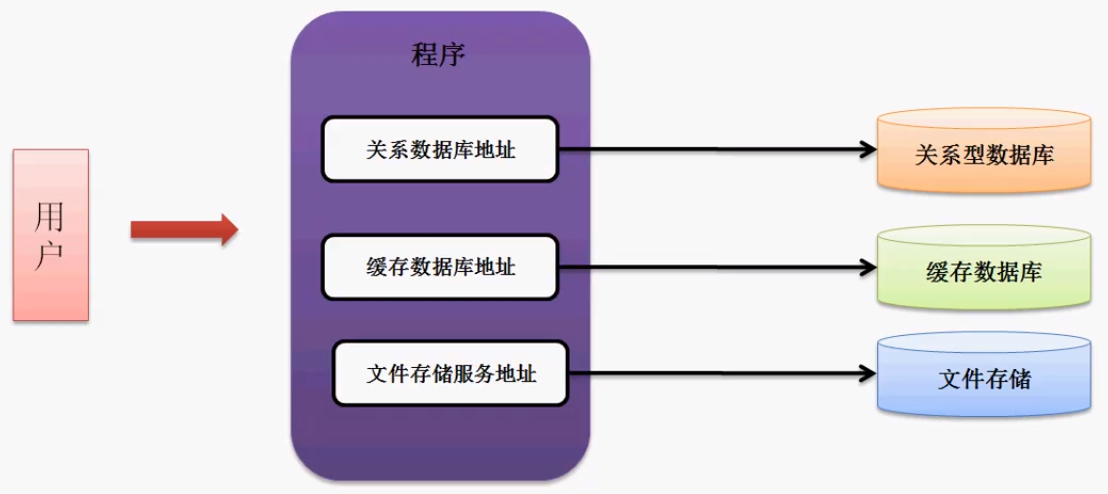 程序
用户
关系数据库地址
关系型数据库
缓存数据库地址
缓存数据库
文件存储服务地址
文件存储